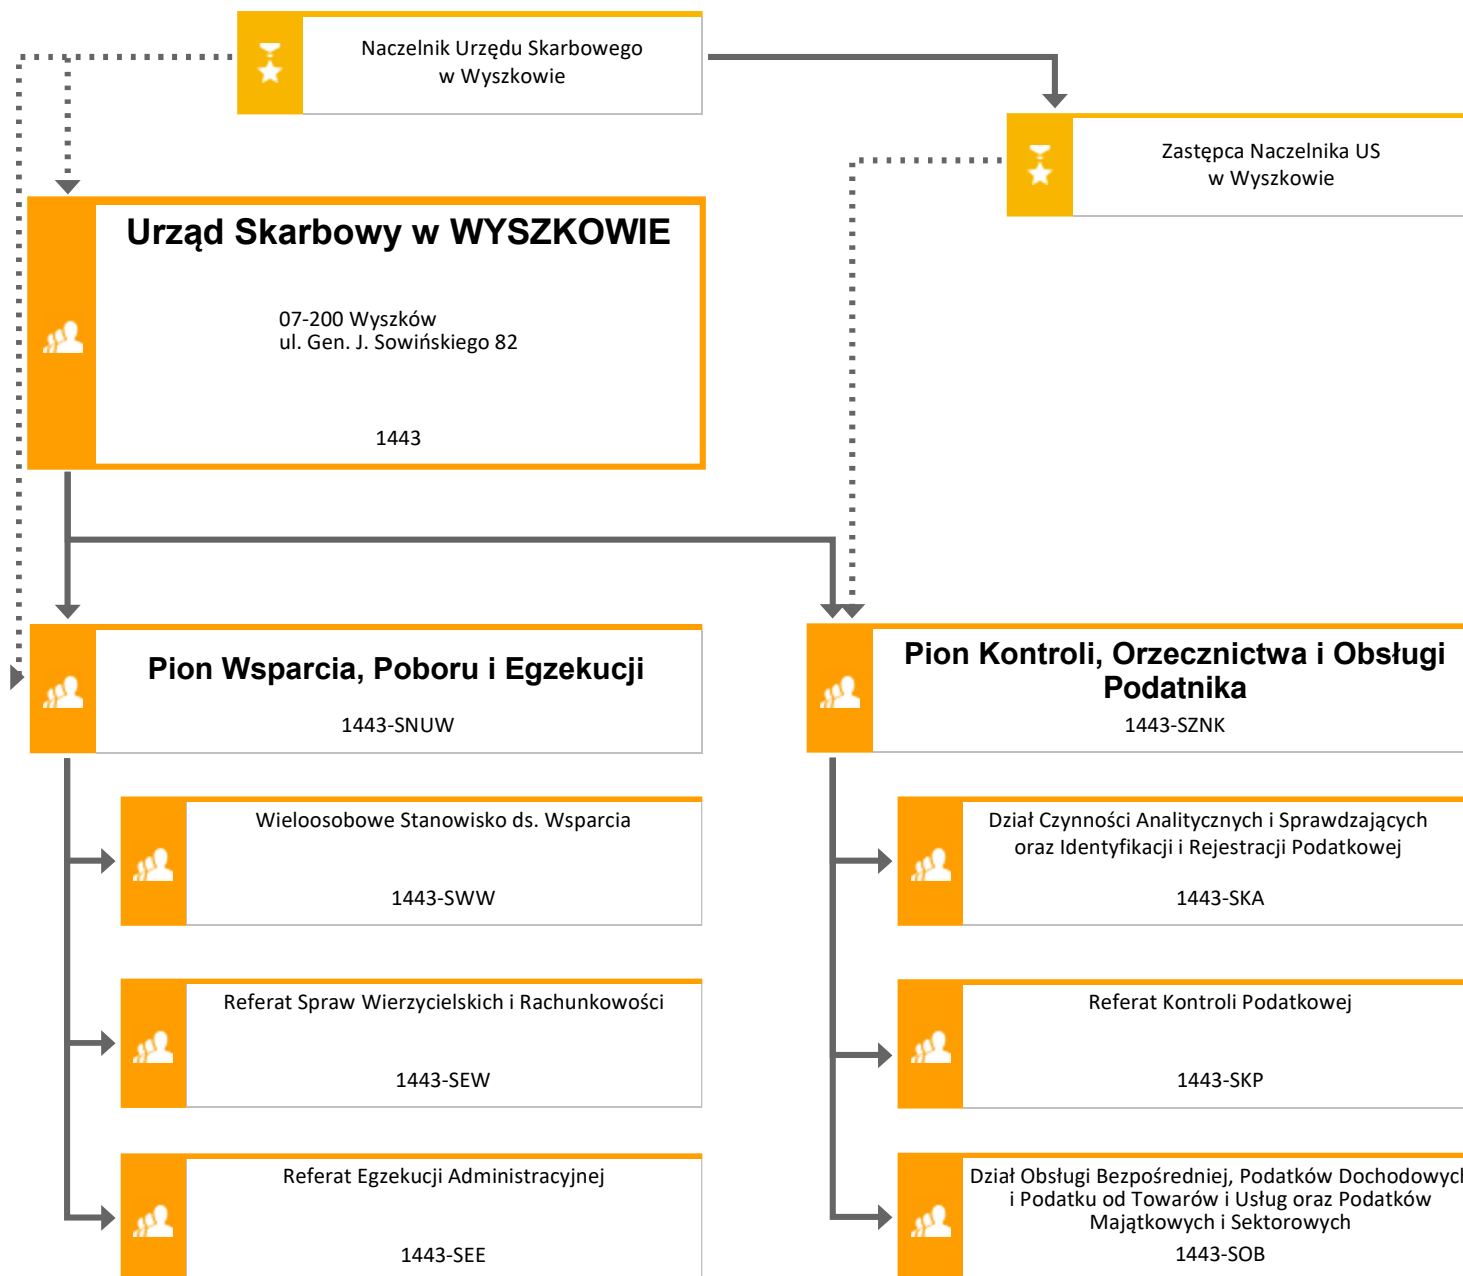 Naczelnik Urzędu Skarbowego
w Wyszkowie
Zastępca Naczelnika US
w Wyszkowie
Urząd Skarbowy w WYSZKOWIE
07-200 Wyszków
ul. Gen. J. Sowińskiego 82
1443
Pion Wsparcia, Poboru i Egzekucji
1443-SNUW
Pion Kontroli, Orzecznictwa i Obsługi
Podatnika
1443-SZNK
Wieloosobowe Stanowisko ds. Wsparcia
1443-SWW
Dział Czynności Analitycznych i Sprawdzających
oraz Identyfikacji i Rejestracji Podatkowej
1443-SKA
Referat Spraw Wierzycielskich i Rachunkowości
1443-SEW
Referat Kontroli Podatkowej
1443-SKP
Referat Egzekucji Administracyjnej
1443-SEE
Dział Obsługi Bezpośredniej, Podatków Dochodowych
i Podatku od Towarów i Usług oraz Podatków
Majątkowych i Sektorowych
1443-SOB